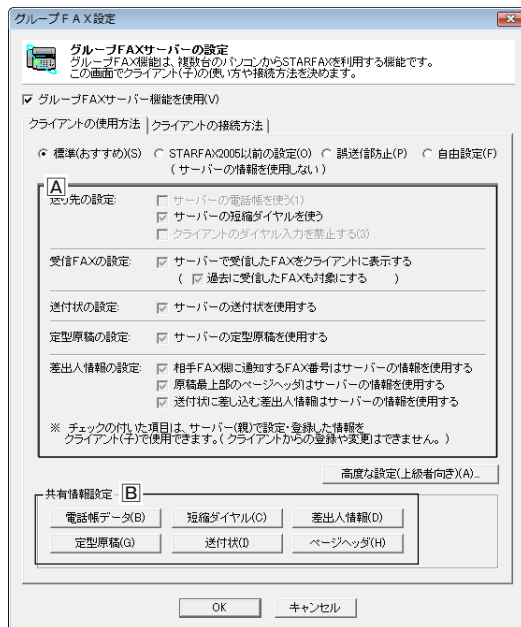 グループＦＡＸ設定
グループFAXサーバーの設定
グループFAX機能は、複数台のパソコンからSTARFAXを利用する機能です。
この画面でクライアント(子)の使い方や接続方法を決めます。
グループFAXサーバー機能を使用(V)
クライアントの使用方法 クライアントの接続方法
標準(おすすめ)(S) STARFAX2005以前の設定(O) 誤送信防止(P) 自由設定(F)
(サーバーの情報を使用しない)
A
送り先の設定: サーバーの電話帳を使う(1)
サーバーの短縮ダイヤルを使う
クライアントのダイヤル入力を禁止する(3)
受信FAXの設定: サーバーで受信したFAXをクライアントに表示する
( 過去に受信したFAXも対象にする )
送付状の設定: サーバーの送付状を使用する
定型原稿の設定: サーバーの定型原稿を使用する
差出人情報の設定: 相手FAX機に通知するFAX番号はサーバーの情報を使用する
原稿最上部のページヘッダはサーバーの情報を使用する
送付状に差し込む差出人情報はサーバーの情報を使用する
※ チェックの付いた項目は、サーバー(親)で設定・登録した情報を
クライアント(子)で使用できます。(クライアントからの登録や変更はできません。)
高度な設定(上級者向き)(A)...
共有情報設定 B
電話帳データ(B) 短縮ダイヤル(C) 差出人情報(D)
定型原稿(G) 送付状(I) ページヘッダ(H)
OK キャンセル